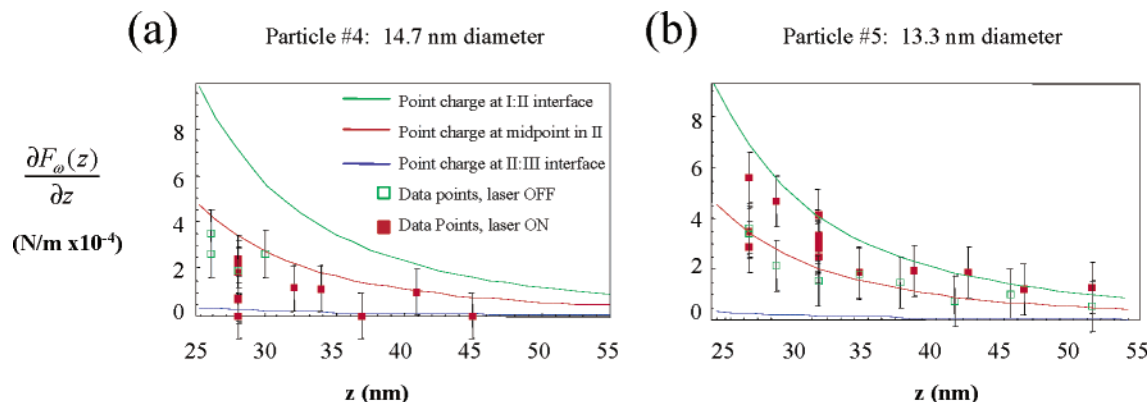 (a) Particle #4: 14.7 nm diameter
(b) Particle #5: 13.3 nm diameter
∂F_ω(z)
∂z
(N/m x10⁻⁴)
8
6
4
2
0
Point charge at I:II interface
Point charge at midpoint in II
Point charge at II:III interface
Data points, laser OFF
Data Points, laser ON
25 30 35 40 45 50 55
z (nm)
8
6
4
2
0
25 30 35 40 45 50 55
z (nm)